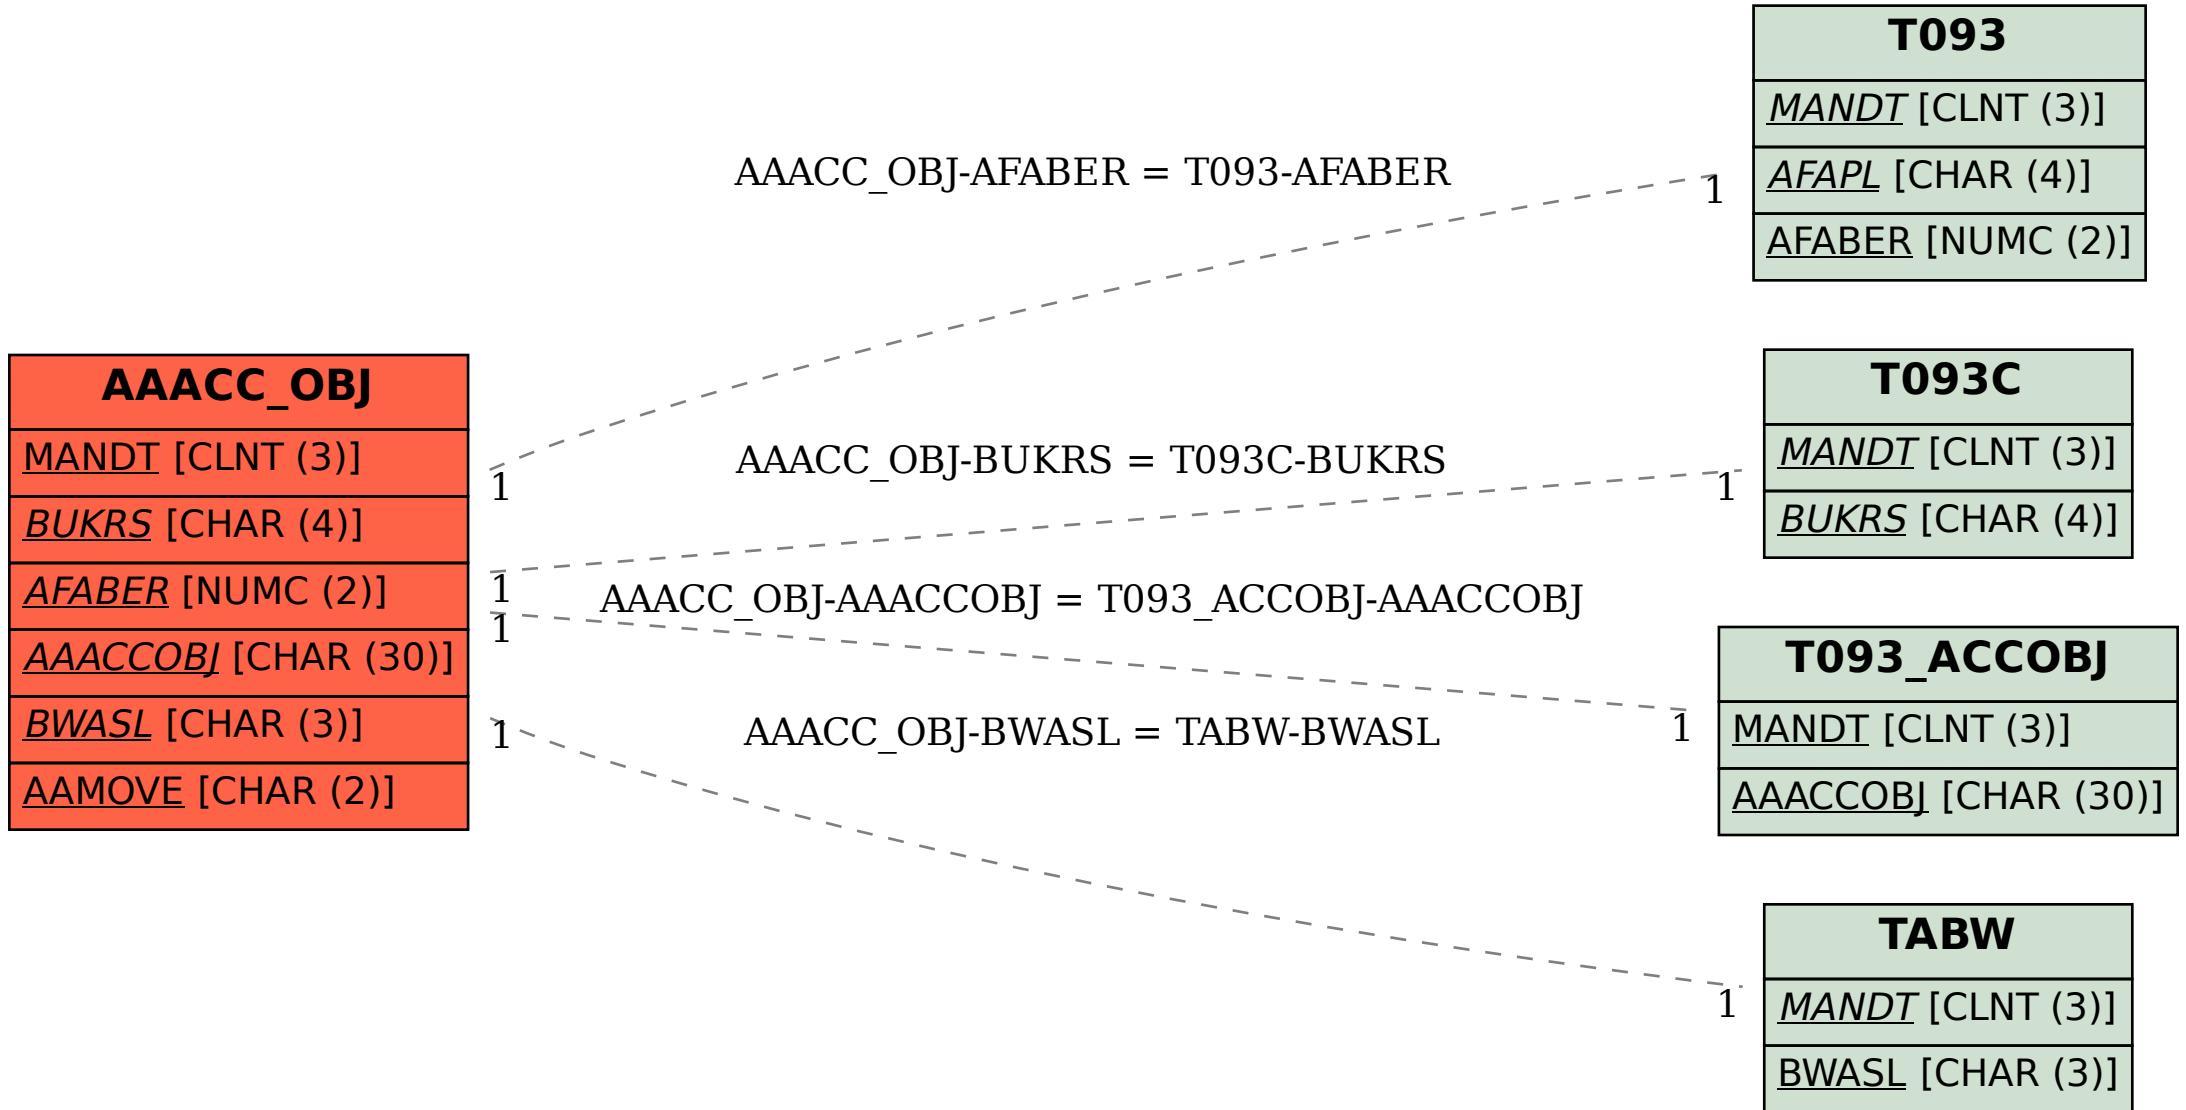 AAACC_OBJ
MANDT [CLNT (3)]
BUKRS [CHAR (4)]
AFABER [NUMC (2)]
AAACCOBJ [CHAR (30)]
BWASL [CHAR (3)]
AAMOVE [CHAR (2)]
AAACC_OBJ-AFABER = T093-AFABER
1
1
AAACC_OBJ-BUKRS = T093C-BUKRS
1
1
AAACC_OBJ-AAACCOBJ = T093_ACCOBJ-AAACCOBJ
1
1
AAACC_OBJ-BWASL = TABW-BWASL
1
1
T093
MANDT [CLNT (3)]
AFAPL [CHAR (4)]
AFABER [NUMC (2)]
T093C
MANDT [CLNT (3)]
BUKRS [CHAR (4)]
T093_ACCOBJ
MANDT [CLNT (3)]
AAACCOBJ [CHAR (30)]
TABW
MANDT [CLNT (3)]
BWASL [CHAR (3)]